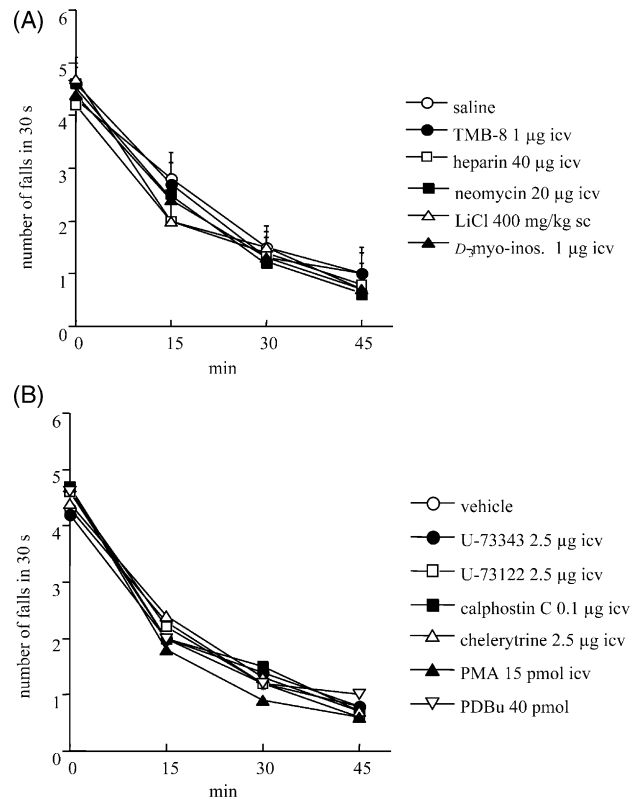 (A)
6
5
4
3
2
1
0
number of falls in 30 s
0 15 30 45
min
saline
TMB-8 1 µg icv
heparin 40 µg icv
neomycin 20 µg icv
LiCl 400 mg/kg sc
D-3myo-inos. 1 µg icv
(B)
6
5
4
3
2
1
0
number of falls in 30 s
0 15 30 45
min
vehicle
U-73343 2.5 µg icv
U-73122 2.5 µg icv
calphostin C 0.1 µg icv
chelerytrine 2.5 µg icv
PMA 15 pmol icv
PDBu 40 pmol